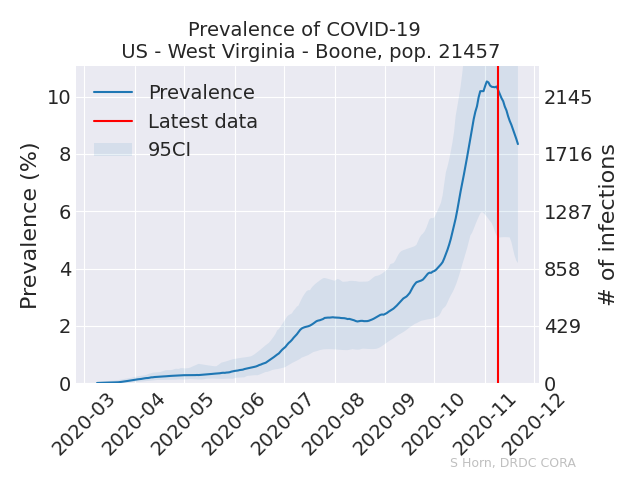 Prevalence of COVID-19
US - West Virginia - Boone, pop. 21457
Prevalence
Latest data
95CI
Prevalence (%)
10
8
6
4
2
0
2145
1716
1287
858
429
0
# of infections
2020-03
2020-04
2020-05
2020-06
2020-07
2020-08
2020-09
2020-10
2020-11
2020-12
S Horn, DRDC CORA